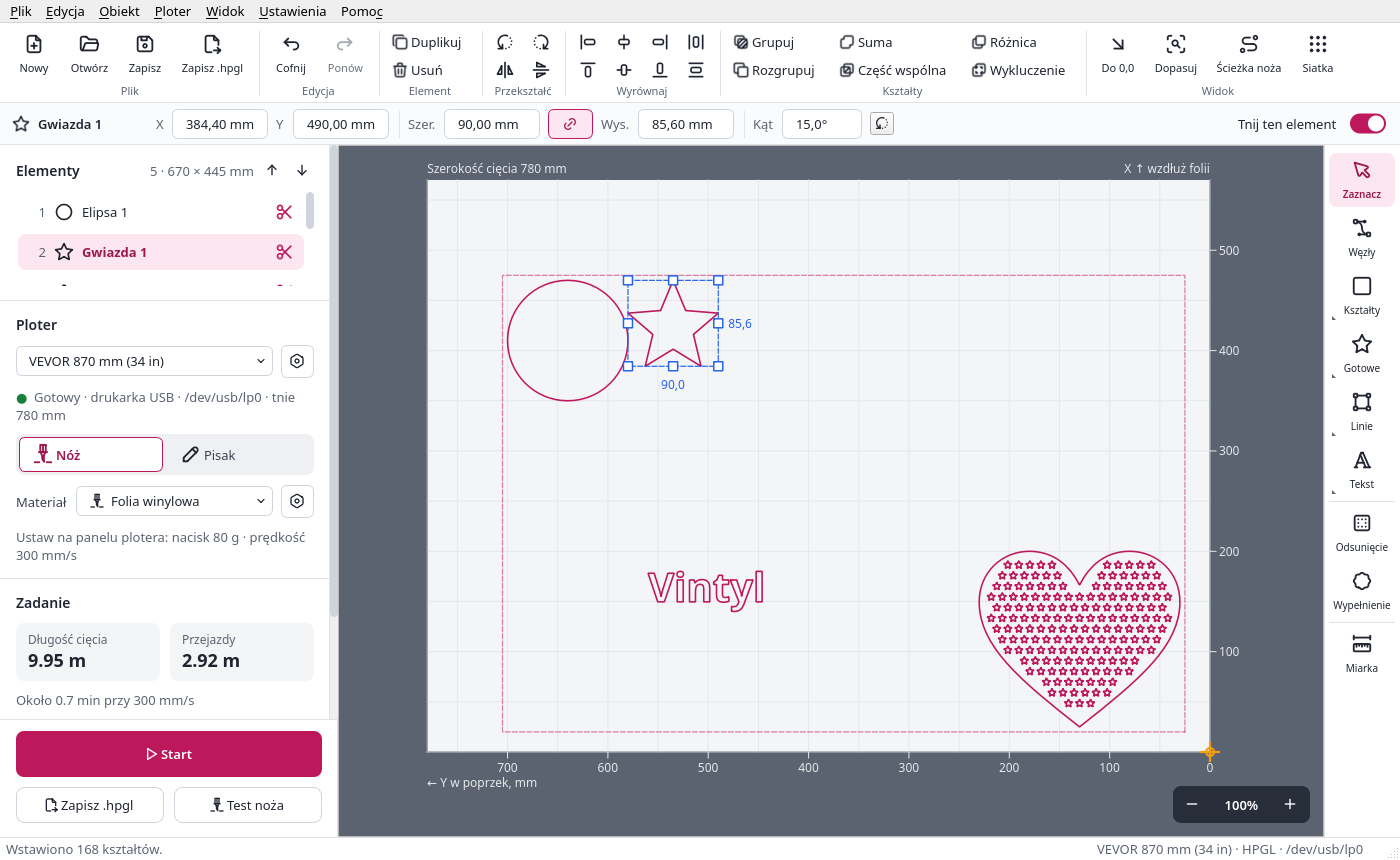 Plik Edycja Obiekt Ploter Widok Ustawienia Pomoc
Nowy Otwórz Zapisz Zapisz .hpgl
Plik
Cofnij Ponów
Edycja
Duplikuj
Usuń
Element
Przekształć
Wyrównaj
Grupuj Suma Różnica
Rozgrupuj Część wspólna Wykluczenie
Kształty
Do 0,0 Dopasuj Ścieżka noża Siatka
Widok
Gwiazda 1 X 384,40 mm Y 490,00 mm Szer. 90,00 mm Wys. 85,60 mm Kąt 15,0° Tnij ten element
Elementy 5 · 670 × 445 mm
1 Elipsa 1
2 Gwiazda 1
Ploter
VEVOR 870 mm (34 in)
Gotowy · drukarka USB · /dev/usb/lp0 · tnie
780 mm
Nóż Pisak
Materiał Folia winylowa
Ustaw na panelu plotera: nacisk 80 g · prędkość
300 mm/s
Zadanie
Długość cięcia Przejazdy
9.95 m 2.92 m
Około 0.7 min przy 300 mm/s
Start
Zapisz .hpgl Test noża
Szerokość cięcia 780 mm X ↑ wzdłuż folii
500
400
300
200
100
85,6
90,0
Vintyl
700 600 500 400 300 200 100 0
← Y w poprzek, mm
− 100% +
Zaznacz
Węzły
Kształty
Gotowe
Linie
Tekst
Odsunięcie
Wypełnienie
Miarka
Wstawiono 168 kształtów. VEVOR 870 mm (34 in) · HPGL · /dev/usb/lp0